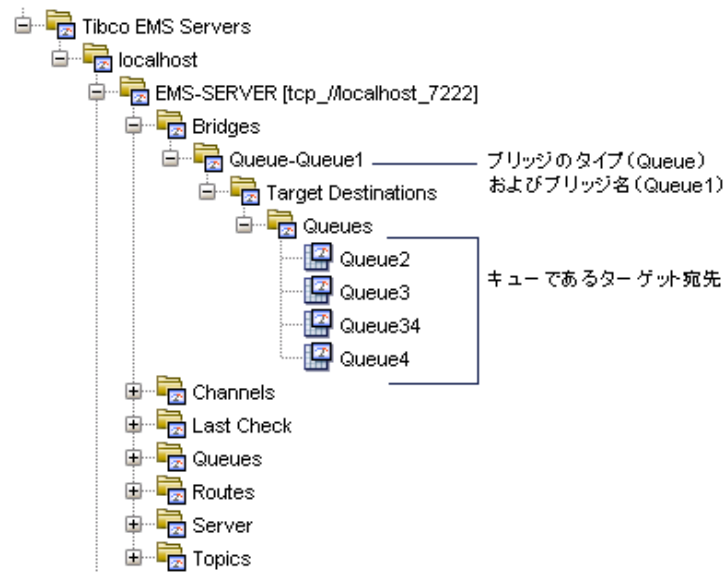 Tibco EMS Servers
localhost
EMS-SERVER [tcp_//localhost_7222]
Bridges
Queue-Queue1
ブリッジのタイプ(Queue)
およびブリッジ名(Queue1)
Target Destinations
Queues
Queue2
Queue3
キューであるターゲット宛先
Queue34
Queue4
Channels
Last Check
Queues
Routes
Server
Topics